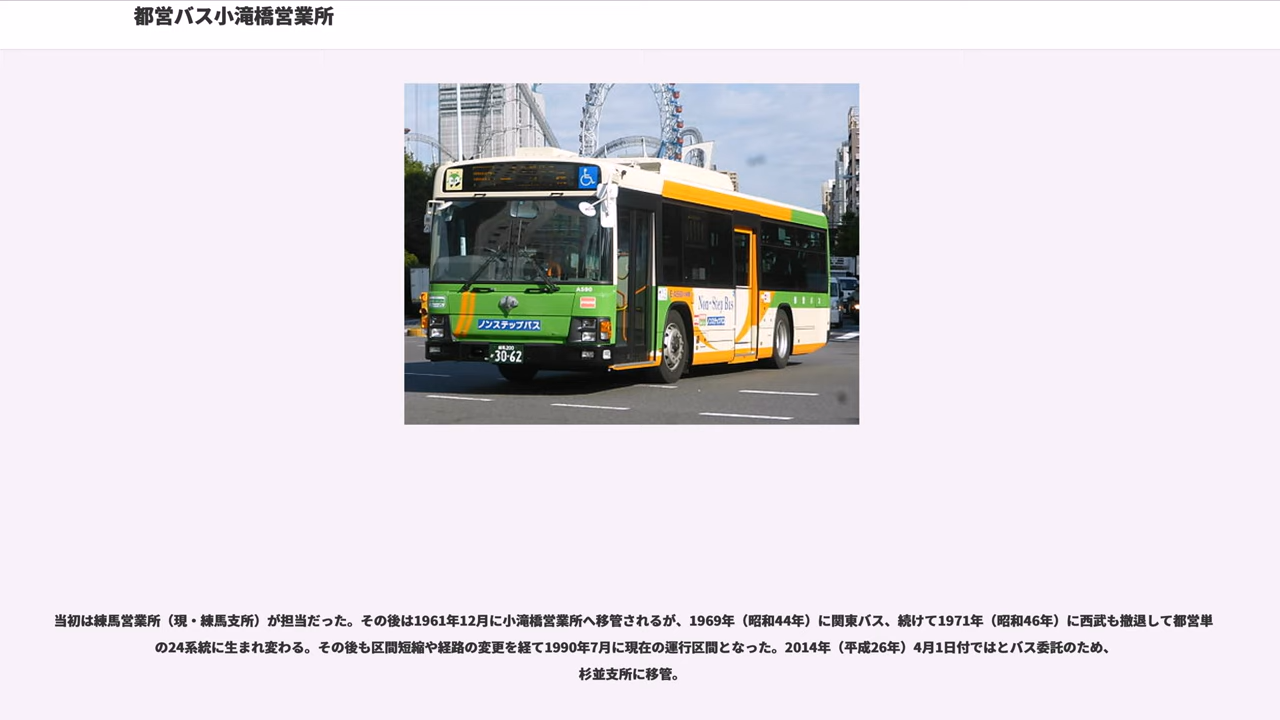 都営バス小滝橋営業所
A590
Non-Step Bus
都営バス
ノンステップバス
30-62
当初は練馬営業所（現・練馬支所）が担当だった。その後は1961年12月に小滝橋営業所へ移管されるが、1969年（昭和44年）に関東バス、続けて1971年（昭和46年）に西武も撤退して都営単
の24系統に生まれ変わる。その後も区間短縮や経路の変更を経て1990年7月に現在の運行区間となった。2014年（平成26年）4月1日付ではとバス委託のため、
杉並支所に移管。